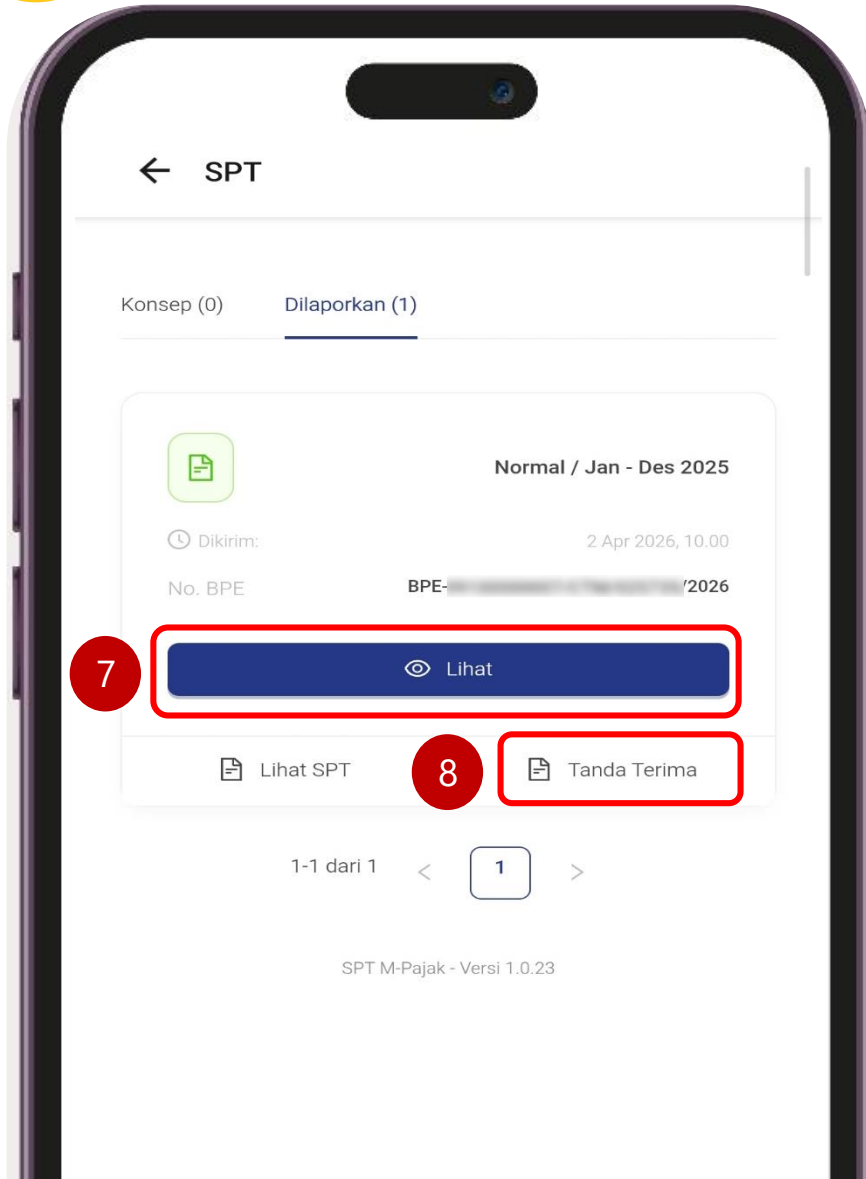 SPT
Konsep (0) Dilaporkan (1)
Normal / Jan - Des 2025
Dikirim: 2 Apr 2026, 10.00
No. BPE BPE- /2026
7 Lihat
Lihat SPT 8 Tanda Terima
1-1 dari 1 < 1 >
SPT M-Pajak - Versi 1.0.23